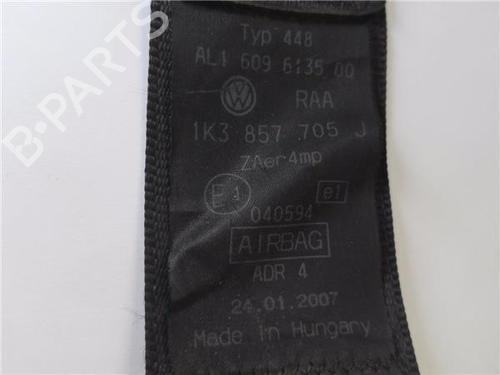 Typ 448
AL1 609 6135 00
RAA
1K3 857 705 J
ZAer4mp
E1 e1
040594
AIRBAG
ADR 4
24.01.2007
Made in Hungary